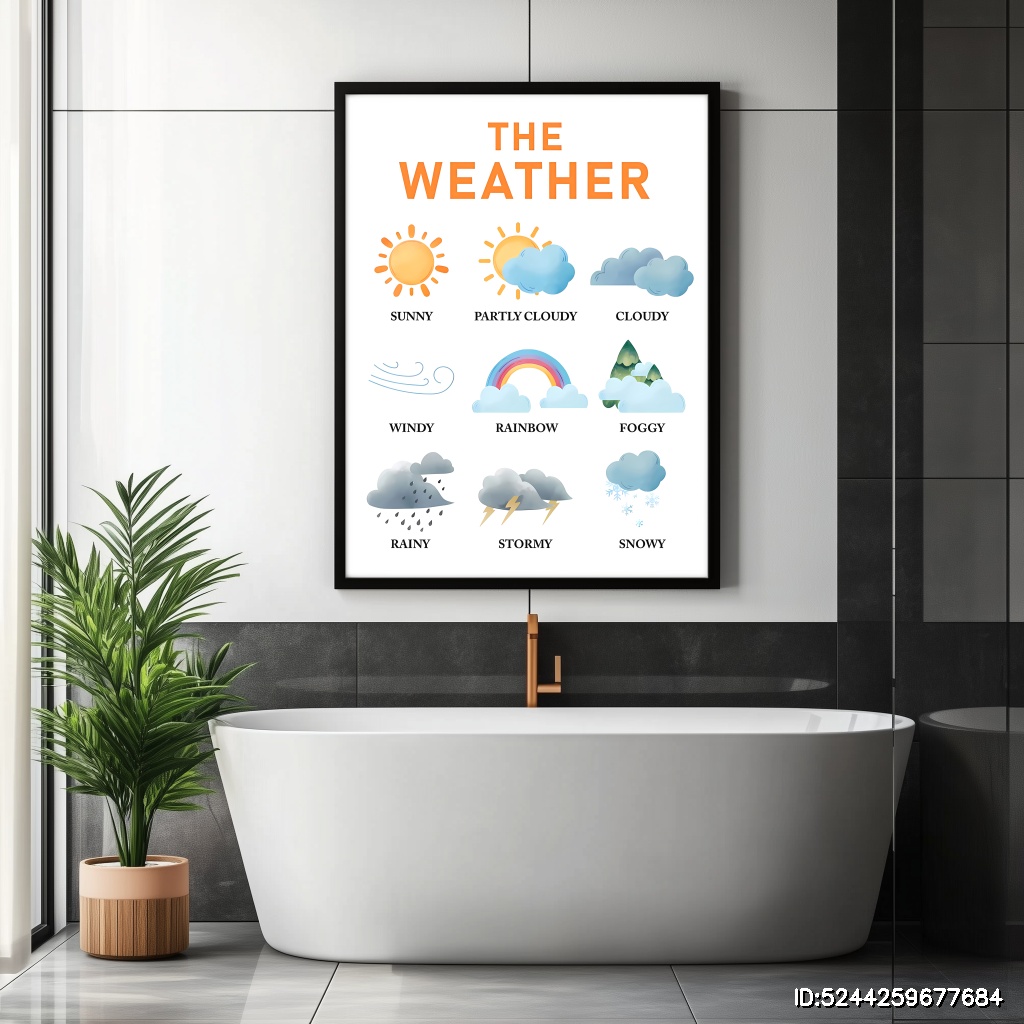 THE
WEATHER
SUNNY
PARTLY CLOUDY
CLOUDY
WINDY
RAINBOW
FOGGY
RAINY
STORMY
SNOWY
ID:5244259677684